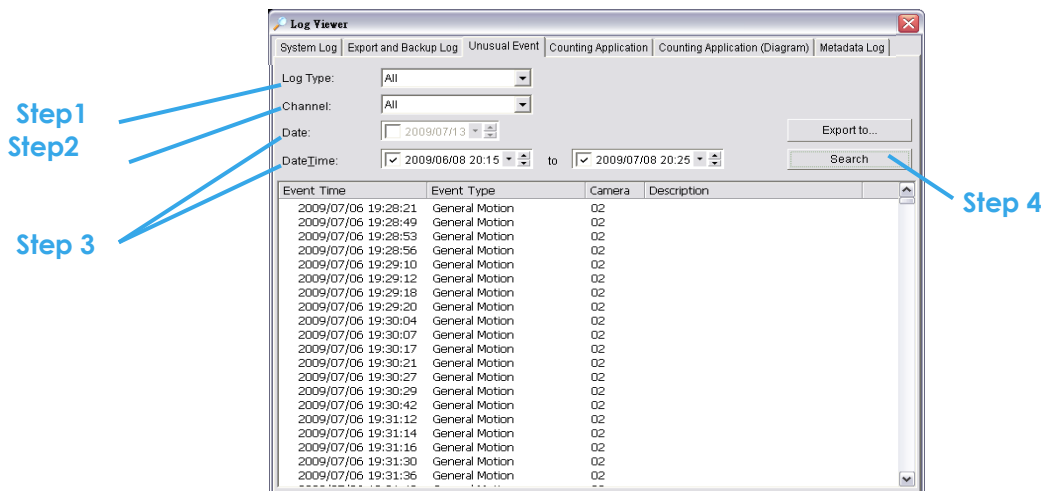 Log Viewer
System Log Export and Backup Log Unusual Event Counting Application Counting Application (Diagram) Metadata Log
Log Type: All
Step1
Channel: All
Step2
Date: 2009/07/13
Export to...
DateTime: 2009/06/08 20:15 to 2009/07/08 20:25
Search
Step 4
Step 3
Event Time Event Type Camera Description
2009/07/06 19:28:21 General Motion 02
2009/07/06 19:28:49 General Motion 02
2009/07/06 19:28:53 General Motion 02
2009/07/06 19:28:56 General Motion 02
2009/07/06 19:29:10 General Motion 02
2009/07/06 19:29:12 General Motion 02
2009/07/06 19:29:18 General Motion 02
2009/07/06 19:29:20 General Motion 02
2009/07/06 19:30:04 General Motion 02
2009/07/06 19:30:07 General Motion 02
2009/07/06 19:30:17 General Motion 02
2009/07/06 19:30:21 General Motion 02
2009/07/06 19:30:27 General Motion 02
2009/07/06 19:30:29 General Motion 02
2009/07/06 19:30:42 General Motion 02
2009/07/06 19:31:12 General Motion 02
2009/07/06 19:31:14 General Motion 02
2009/07/06 19:31:16 General Motion 02
2009/07/06 19:31:30 General Motion 02
2009/07/06 19:31:36 General Motion 02